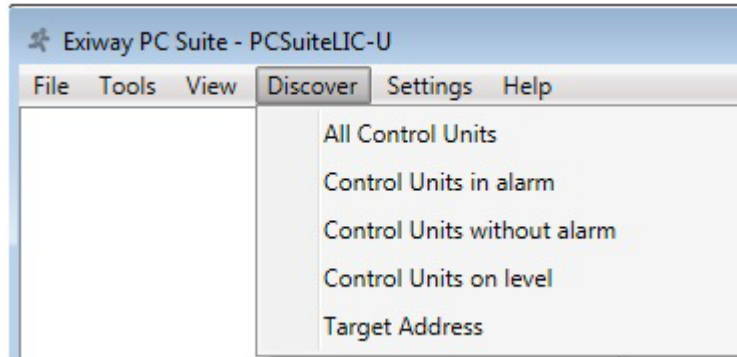 Exiway PC Suite - PCSuiteLIC-U
File Tools View Discover Settings Help
All Control Units
Control Units in alarm
Control Units without alarm
Control Units on level
Target Address